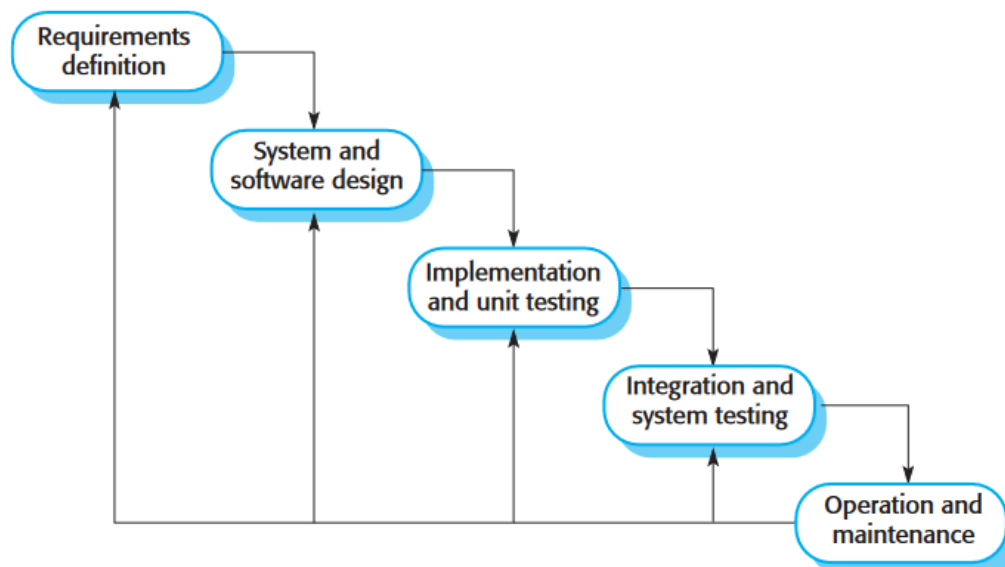 Requirements
definition
System and
software design
Implementation
and unit testing
Integration and
system testing
Operation and
maintenance